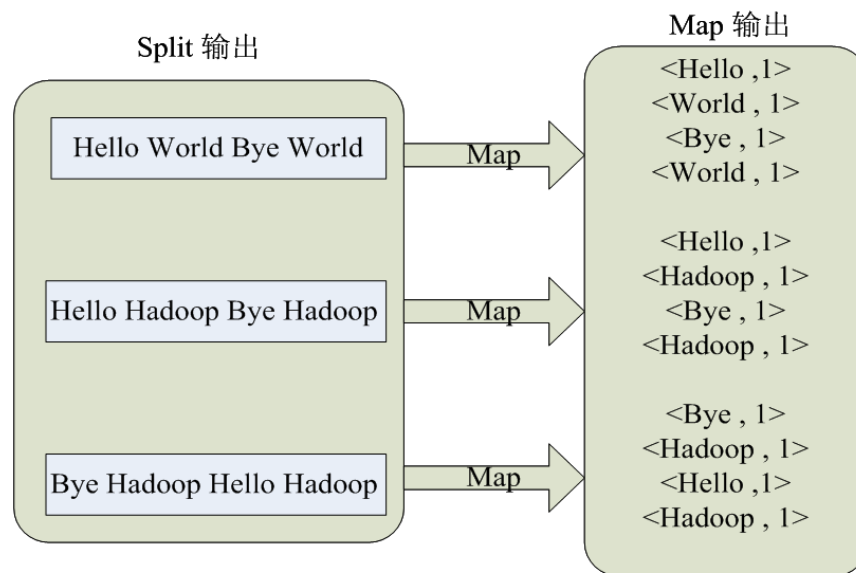 Split 输出
Map 输出
Hello World Bye World
Map
<Hello ,1>
<World , 1>
<Bye , 1>
<World , 1>
Hello Hadoop Bye Hadoop
Map
<Hello ,1>
<Hadoop , 1>
<Bye , 1>
<Hadoop , 1>
Bye Hadoop Hello Hadoop
Map
<Bye , 1>
<Hadoop , 1>
<Hello ,1>
<Hadoop , 1>